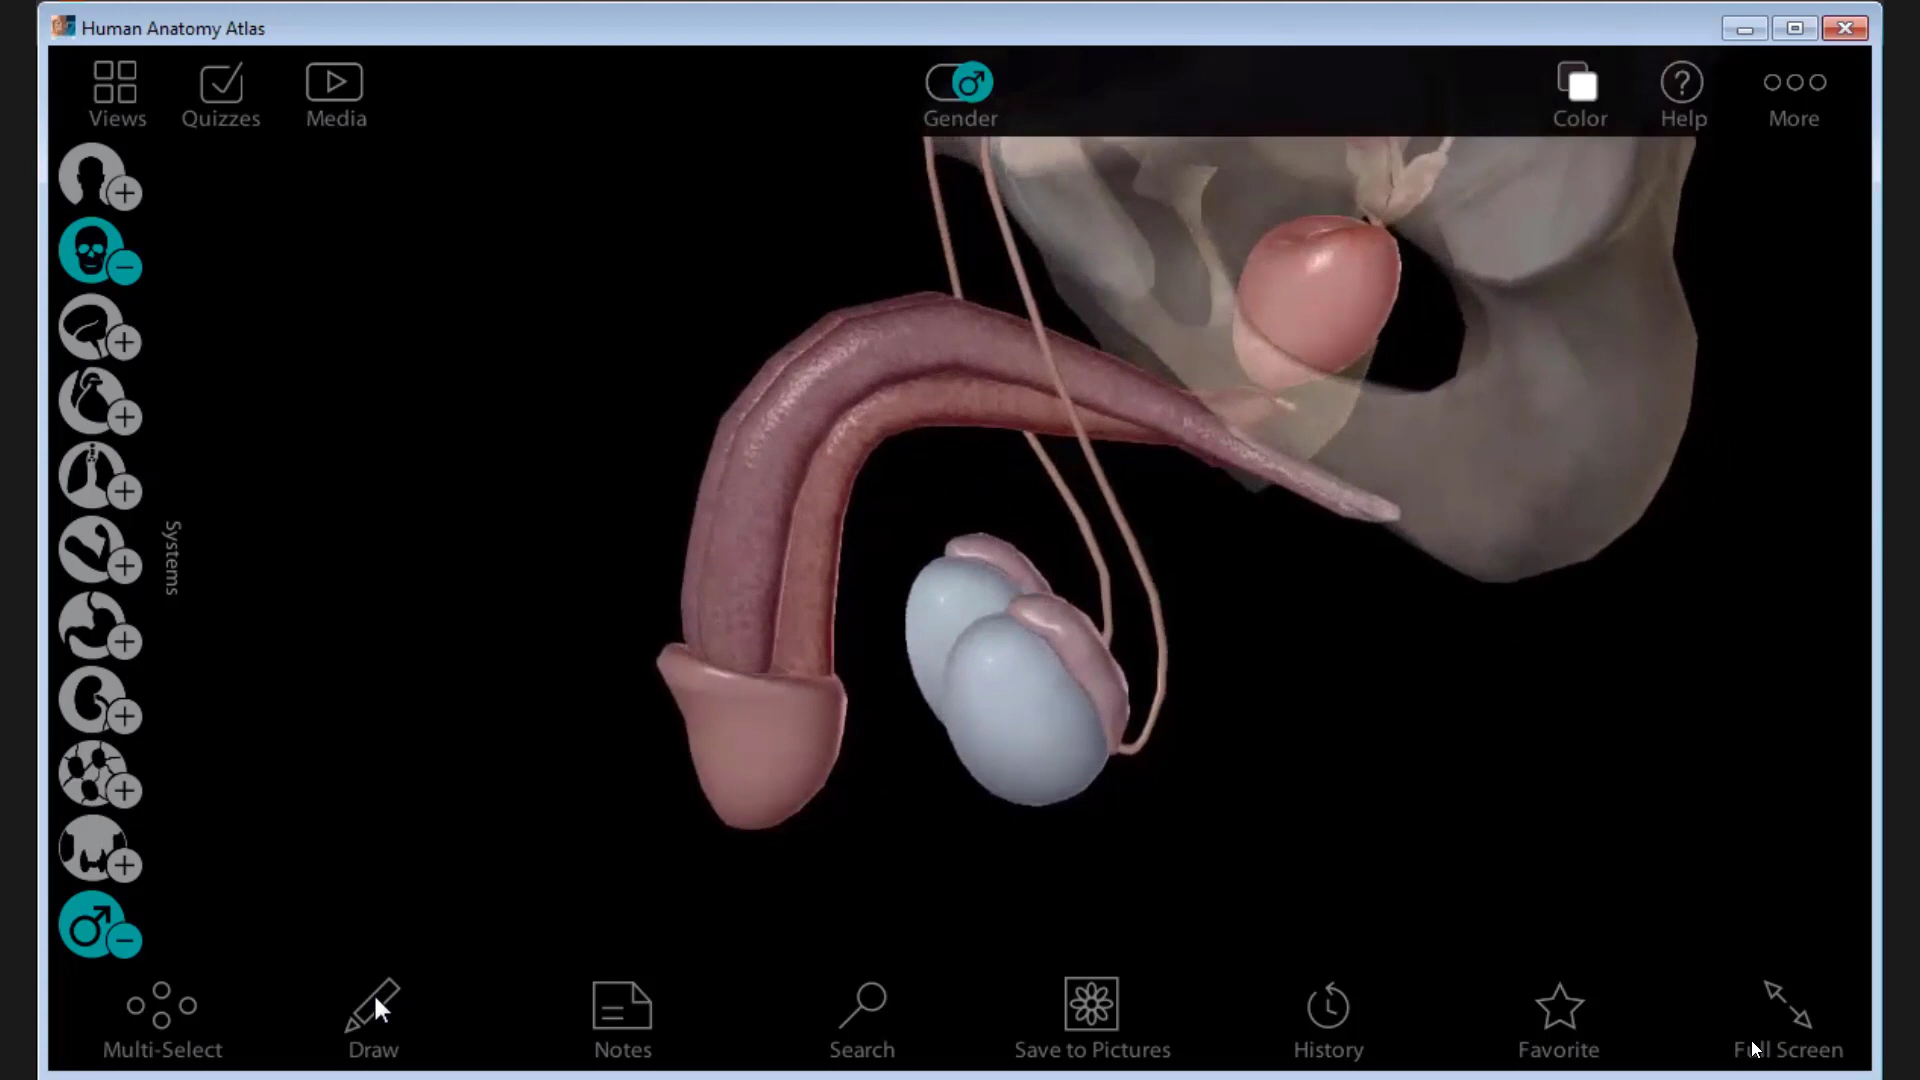 Human Anatomy Atlas
Views
Quizzes
Media
Gender
Color
Help
More
Systems
Multi-Select
Draw
Notes
Search
Save to Pictures
History
Favorite
Full Screen